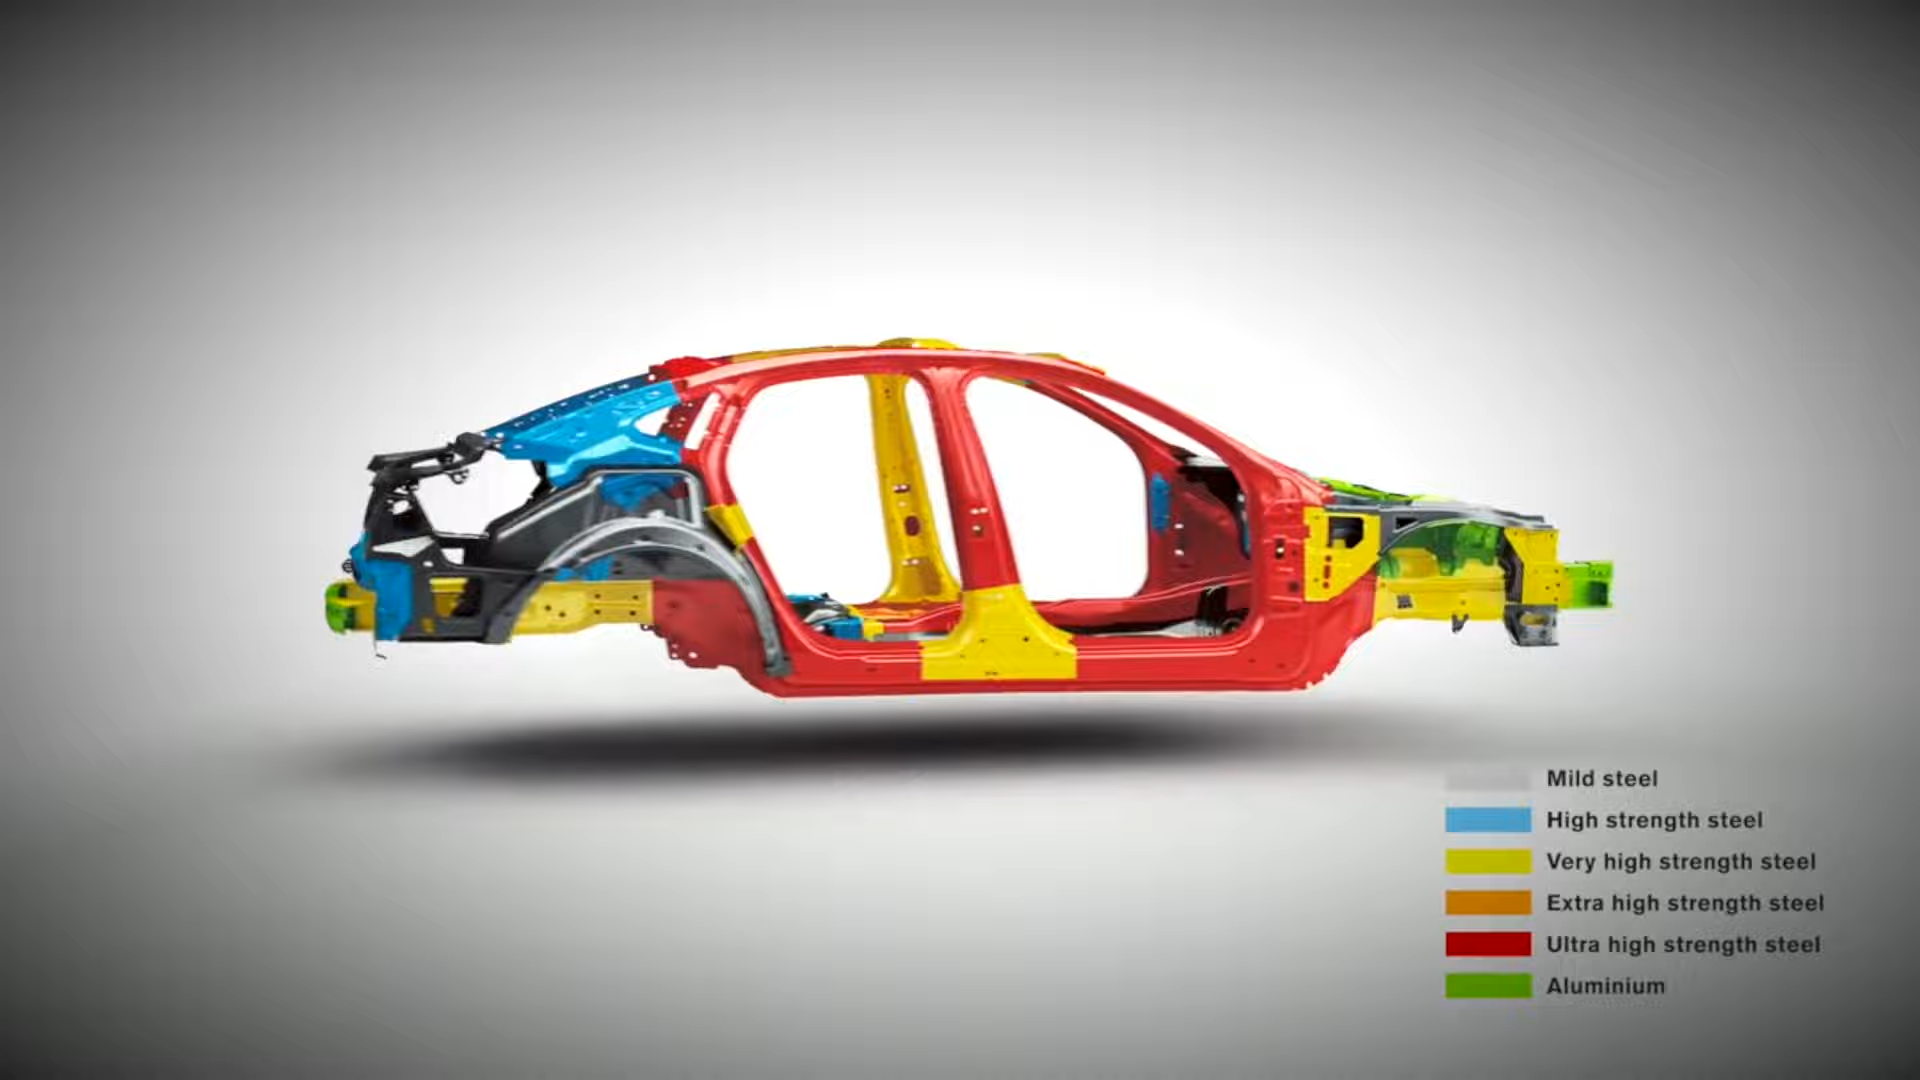 Mild steel
High strength steel
Very high strength steel
Extra high strength steel
Ultra high strength steel
Aluminium